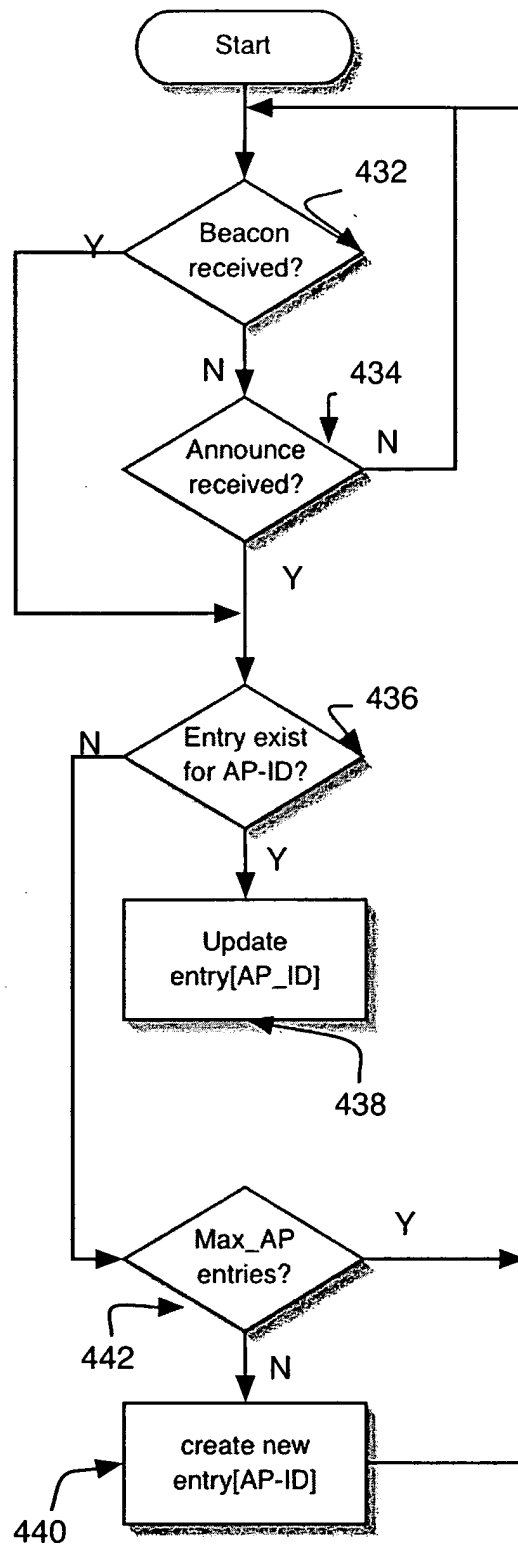 Start
432
Y
Beacon
received?
N
434
Announce
received?
N
Y
436
N
Entry exist
for AP-ID?
Y
Update
entry[AP_ID]
438
Y
Max_AP
entries?
442
N
create new
entry[AP-ID]
440